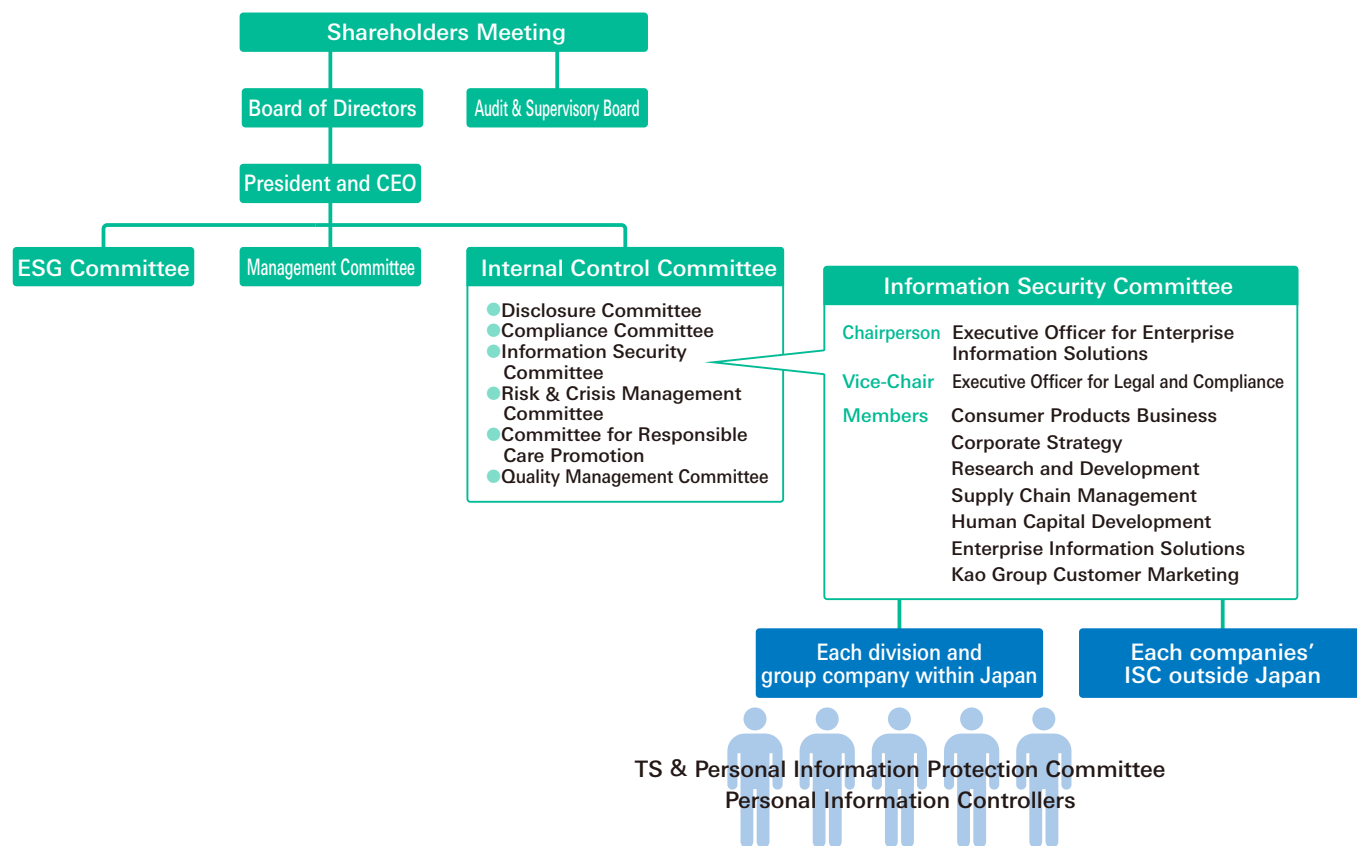 Shareholders Meeting
Board of Directors
Audit & Supervisory Board
President and CEO
ESG Committee
Management Committee
Internal Control Committee
●Disclosure Committee
●Compliance Committee
●Information Security
Committee
●Risk & Crisis Management
Committee
●Committee for Responsible
Care Promotion
●Quality Management Committee
Information Security Committee
Chairperson Executive Officer for Enterprise
Information Solutions
Vice-Chair Executive Officer for Legal and Compliance
Members Consumer Products Business
Corporate Strategy
Research and Development
Supply Chain Management
Human Capital Development
Enterprise Information Solutions
Kao Group Customer Marketing
Each division and
group company within Japan
Each companies’
ISC outside Japan
TS & Personal Information Protection Committee
Personal Information Controllers